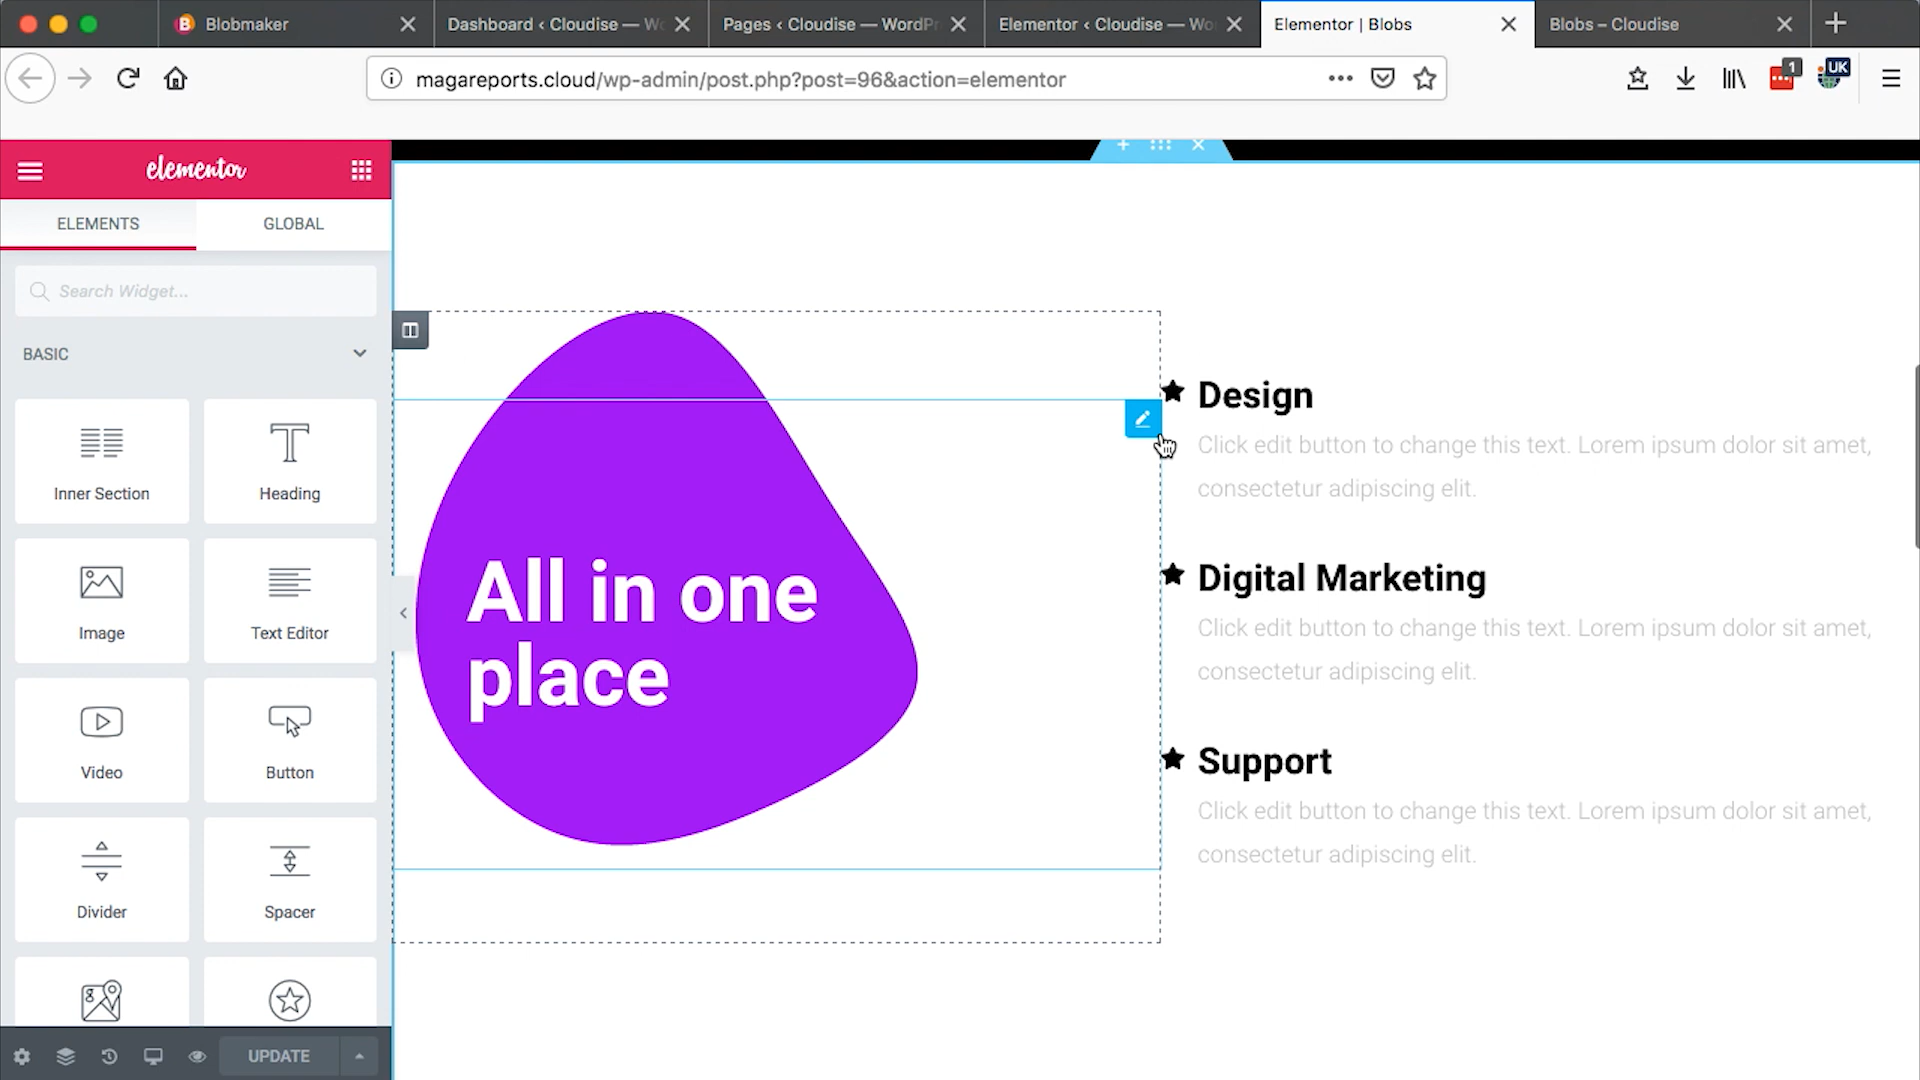 Blobmaker
Dashboard ‹ Cloudise — Wo
Pages ‹ Cloudise — WordPr
Elementor ‹ Cloudise — Wo
Elementor | Blobs
Blobs – Cloudise
magareports.cloud/wp-admin/post.php?post=96&action=elementor
1
UK
elementor
ELEMENTS
GLOBAL
Search Widget...
BASIC
Inner Section
Heading
Image
Text Editor
Video
Button
Divider
Spacer
UPDATE
All in one
place
Design
Click edit button to change this text. Lorem ipsum dolor sit amet,
consectetur adipiscing elit.
Digital Marketing
Click edit button to change this text. Lorem ipsum dolor sit amet,
consectetur adipiscing elit.
Support
Click edit button to change this text. Lorem ipsum dolor sit amet,
consectetur adipiscing elit.